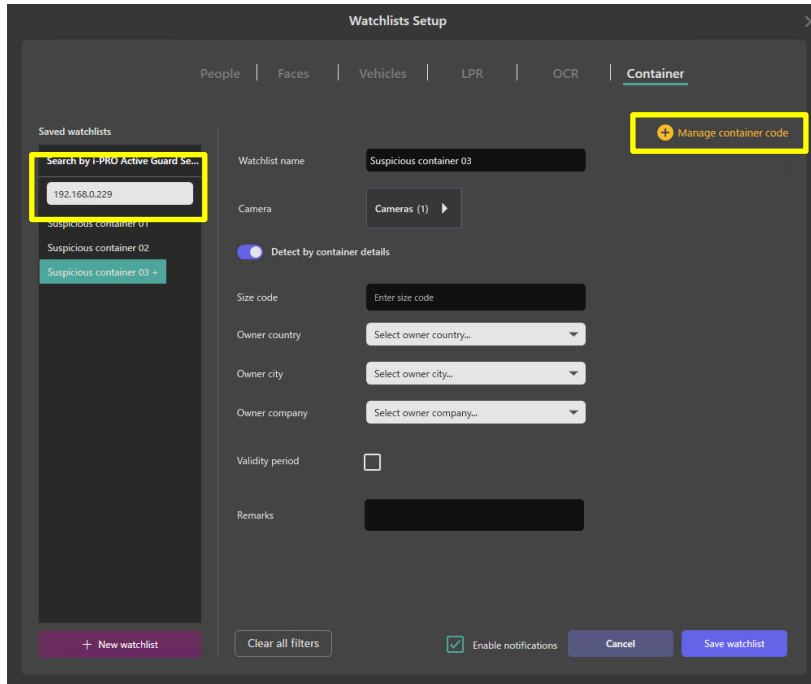 Watchlists Setup
People Faces Vehicles LPR OCR Container
Saved watchlists
Manage container code
Search by i-PRO Active Guard Se...
192.168.0.229
Suspicious container 01
Suspicious container 02
Suspicious container 03 +
Watchlist name Suspicious container 03
Camera Cameras (1)
Detect by container details
Size code Enter size code
Owner country Select owner country...
Owner city Select owner city...
Owner company Select owner company...
Validity period
Remarks
+ New watchlist Clear all filters Enable notifications Cancel Save watchlist